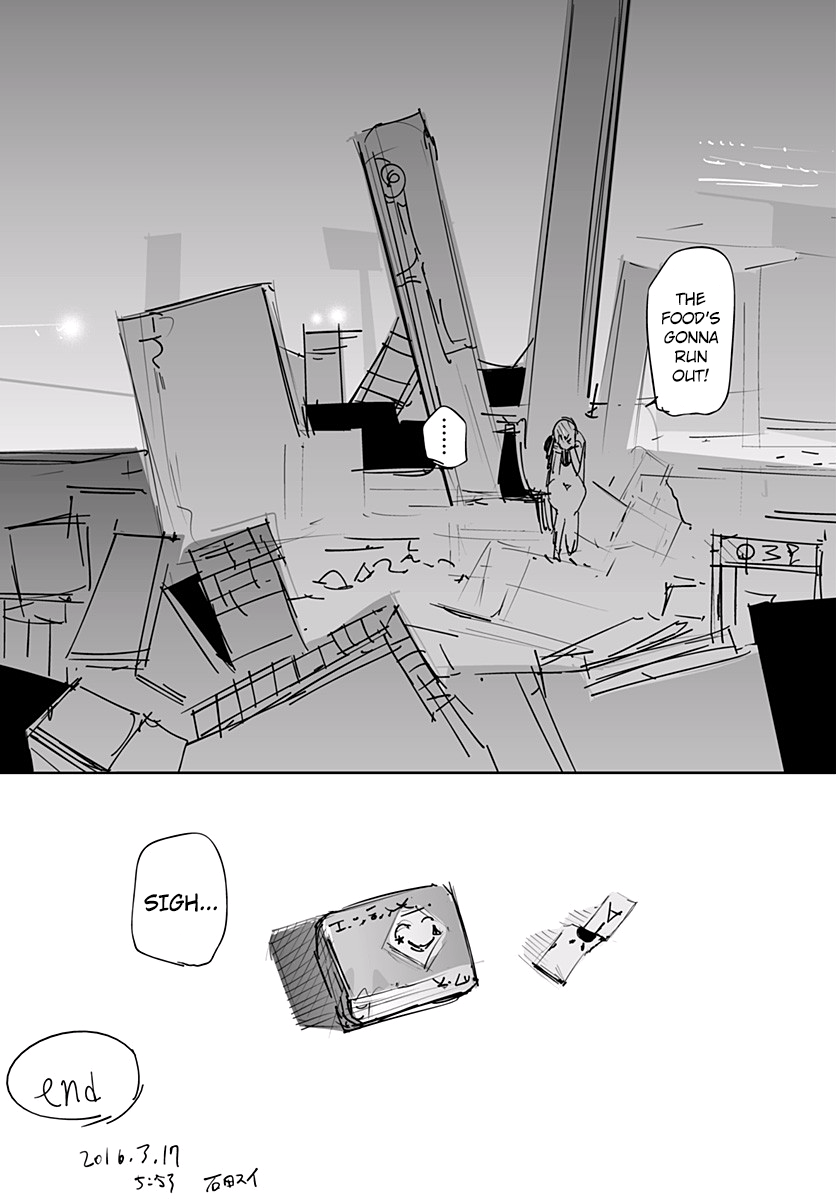 THE
FOOD'S
GONNA
RUN
OUT!
......
SIGH...
end
2016.3.17
5:53 石田スイ